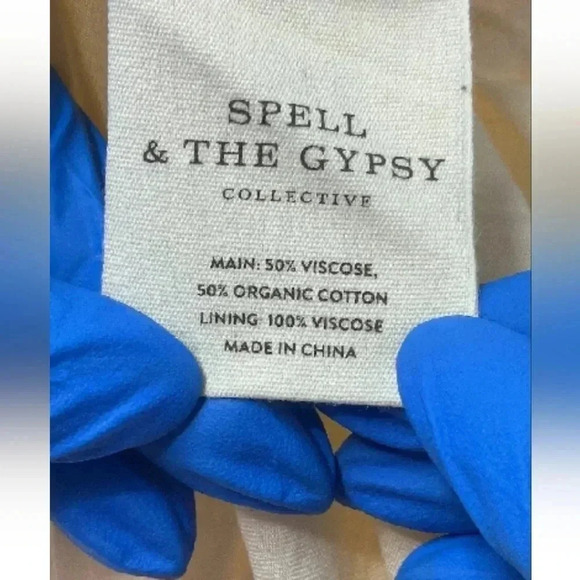 SPELL
& THE GYPSY
COLLECTIVE
MAIN: 50% VISCOSE,
50% ORGANIC COTTON
LINING 100% VISCOSE
MADE IN CHINA